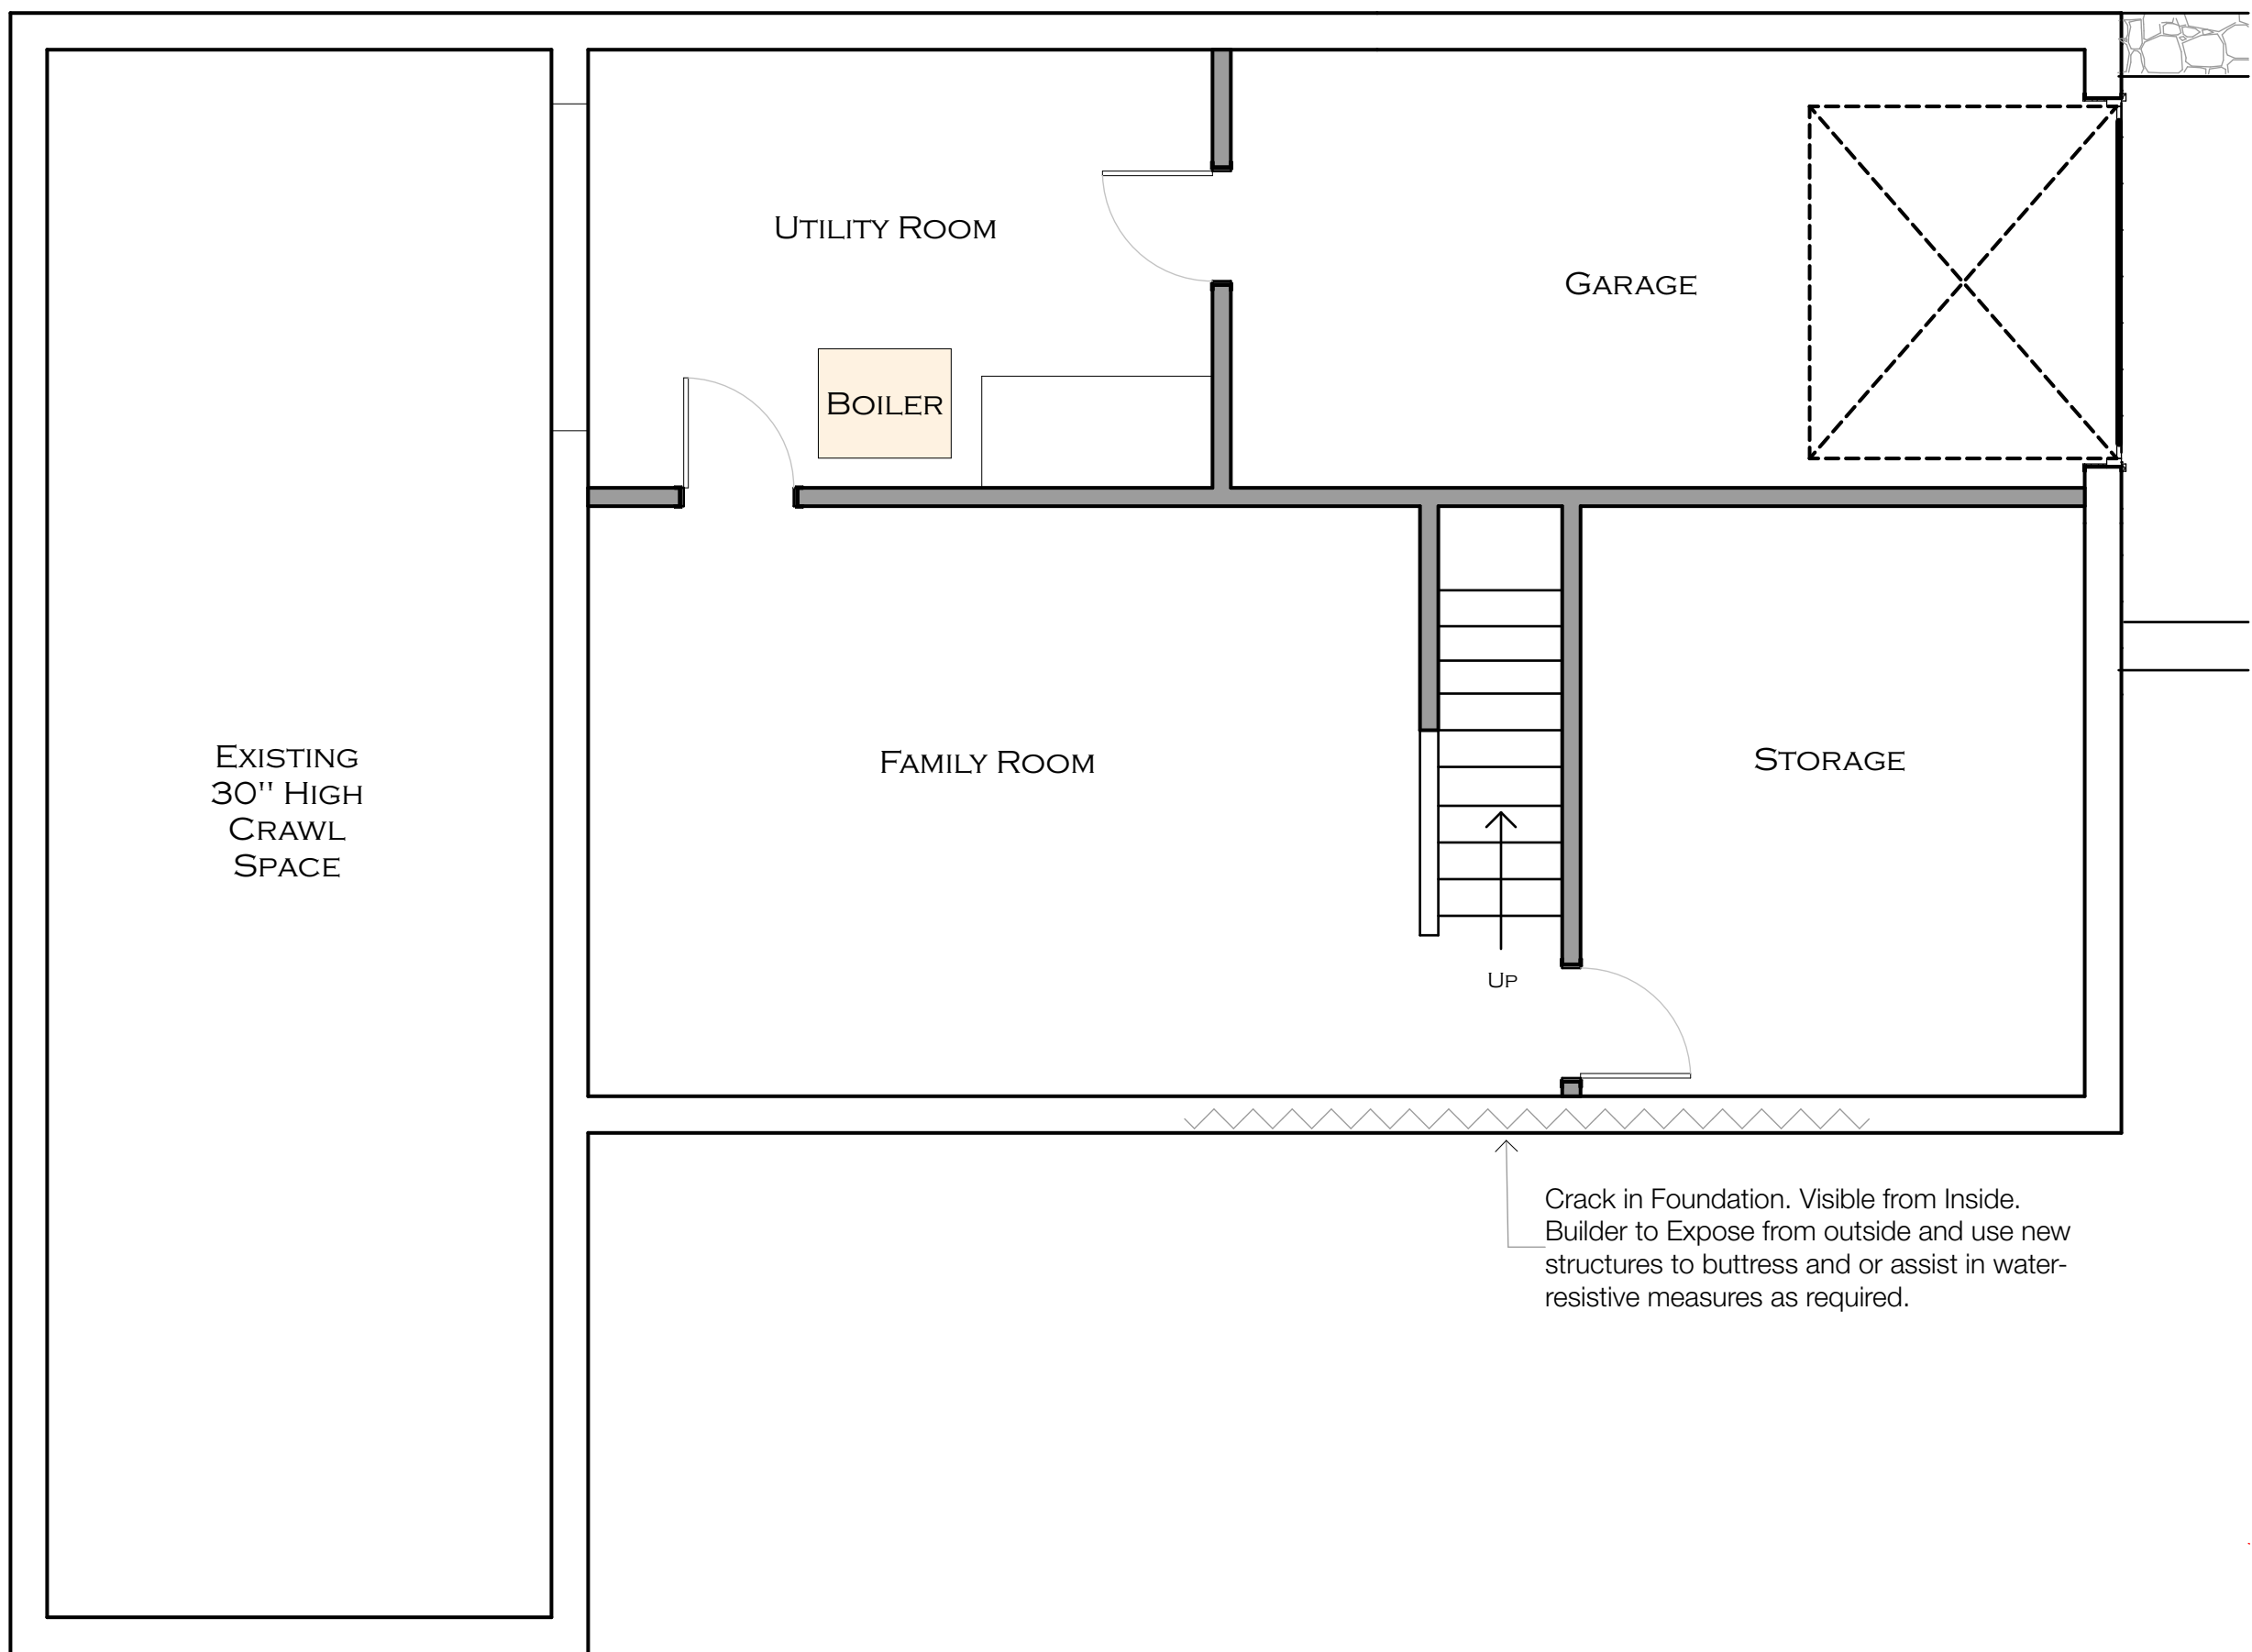 Utility Room
Garage
Boiler
Existing
30" High
Crawl
Space
Family Room
Storage
Up
Crack in Foundation. Visible from Inside.
Builder to Expose from outside and use new
structures to buttress and or assist in water-
resistive measures as required.